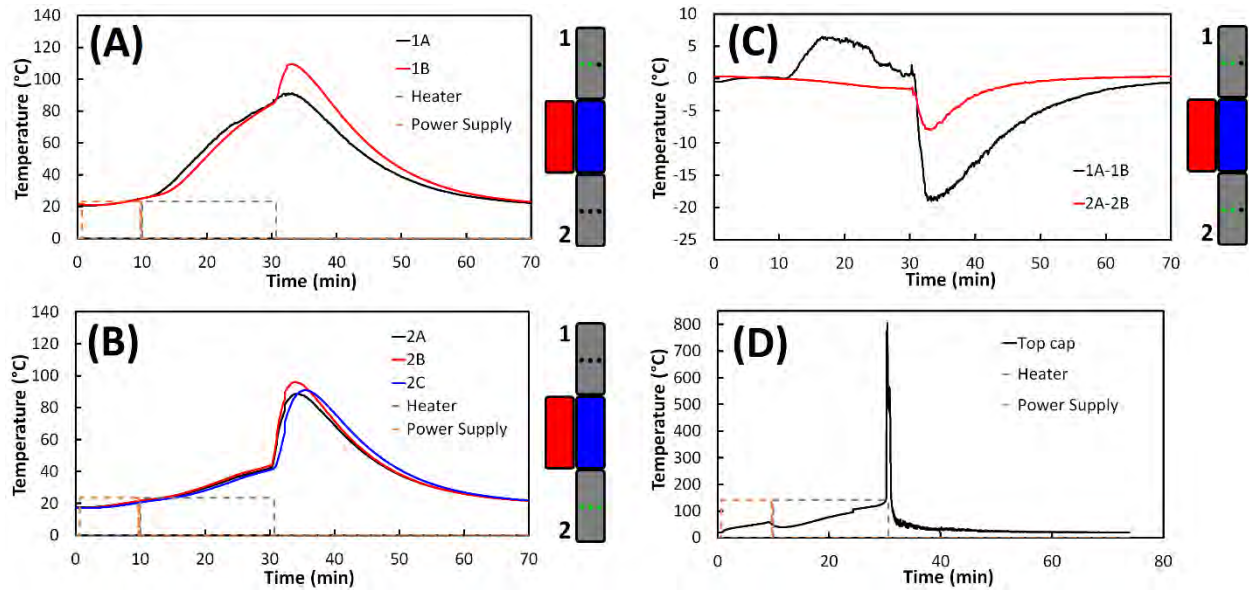 (A)
Temperature (°C)
140
120
100
80
60
40
20
0
1A
1B
Heater
Power Supply
0 10 20 30 40 50 60 70
Time (min)
1
2
(C)
Temperature (°C)
10
5
0
-5
-10
-15
-20
-25
1A-1B
2A-2B
0 10 20 30 40 50 60 70
Time (min)
1
2
(B)
Temperature (°C)
140
120
100
80
60
40
20
0
2A
2B
2C
Heater
Power Supply
0 10 20 30 40 50 60 70
Time (min)
1
2
(D)
Temperature (°C)
800
700
600
500
400
300
200
100
0
Top cap
Heater
Power Supply
0 20 40 60 80
Time (min)